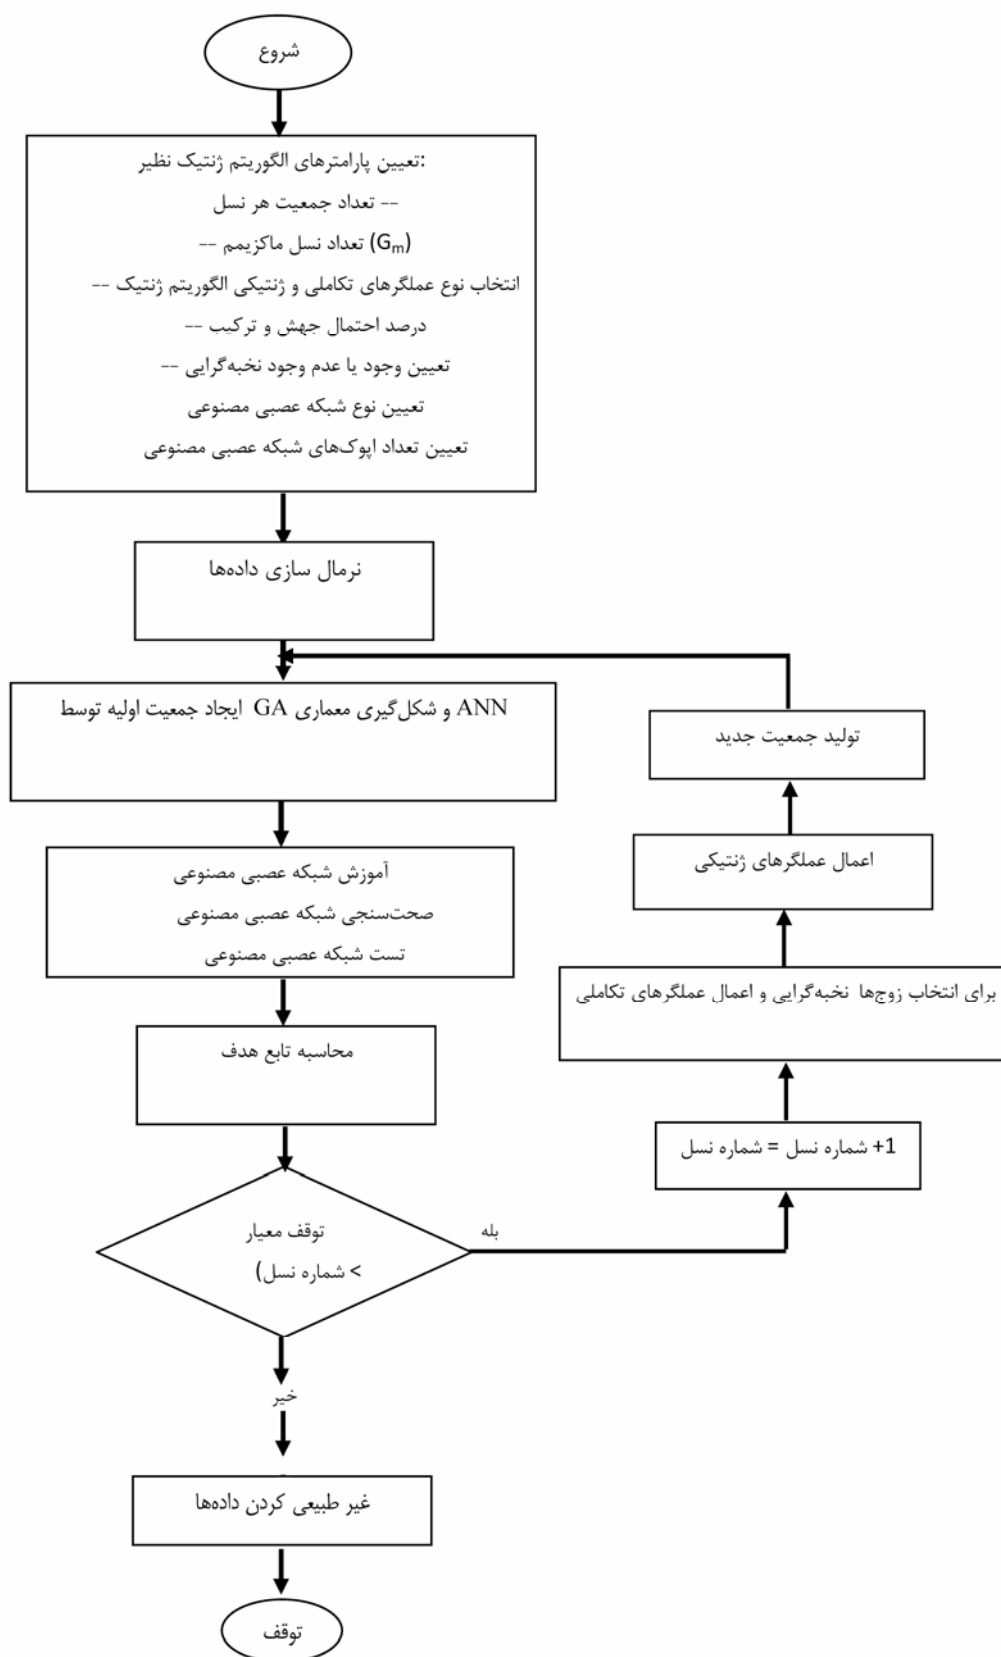 شروع
تعیین پارامترهای الگوریتم ژنتیک نظیر:
-- تعداد جمعیت هر نسل
-- تعداد نسل ماکزیمم (Gm)
-- انتخاب نوع عملگرهای تکاملی و ژنتیکی الگوریتم ژنتیک
-- درصد احتمال جهش و ترکیب
-- تعیین وجود یا عدم وجود نخبه‌گرایی
تعیین نوع شبکه عصبی مصنوعی
تعیین تعداد اپوک‌های شبکه عصبی مصنوعی
نرمال سازی داده‌ها
ایجاد جمعیت اولیه توسط GA و شکل‌گیری معماری ANN
آموزش شبکه عصبی مصنوعی
صحت‌سنجی شبکه عصبی مصنوعی
تست شبکه عصبی مصنوعی
محاسبه تابع هدف
توقف معیار
(شماره نسل <
بله
شماره نسل = شماره نسل +1
برای انتخاب زوج‌ها نخبه‌گرایی و اعمال عملگرهای تکاملی
اعمال عملگرهای ژنتیکی
تولید جمعیت جدید
خیر
غیر طبیعی کردن داده‌ها
توقف